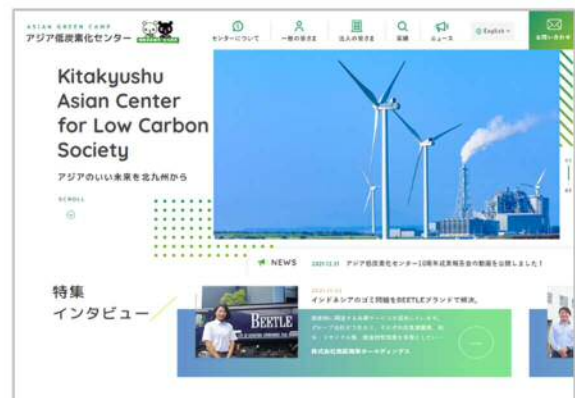 ASIAN GREEN CAMP
アジア低炭素化センター
センターについて
一般の皆さま
法人の皆さま
実績
ニュース
English
お問い合わせ
Kitakyushu
Asian Center
for Low Carbon
Society
アジアのいい未来を北九州から
SCROLL
NEWS
2021.12.21 アジア低炭素化センター10周年成果報告会の動画を公開しました!
特集
インタビュー
インドネシアのゴミ問題をBEETLEブランドで解決。
BEETLE